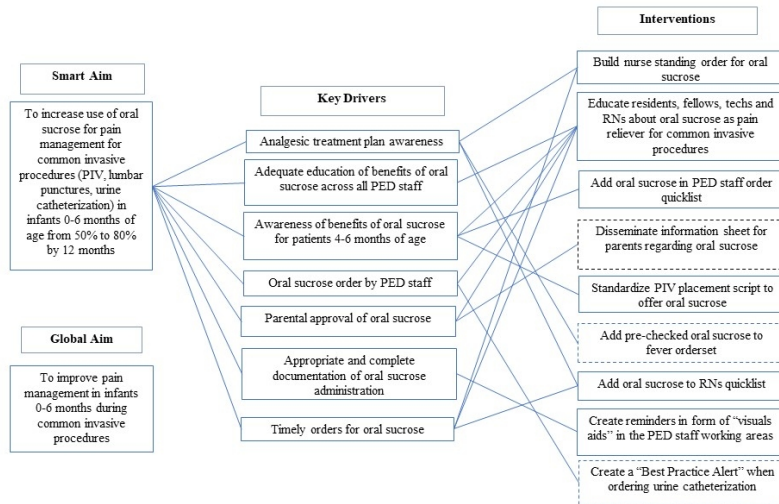 Smart Aim
To increase use of oral
sucrose for pain
management for
common invasive
procedures (PIV, lumbar
punctures, urine
catheterization) in
infants 0-6 months of
age from 50% to 80%
by 12 months
Global Aim
To improve pain
management in infants
0-6 months during
common invasive
procedures
Key Drivers
Analgesic treatment plan awareness
Adequate education of benefits of oral
sucrose across all PED staff
Awareness of benefits of oral sucrose
for patients 4-6 months of age
Oral sucrose order by PED staff
Parental approval of oral sucrose
Appropriate and complete
documentation of oral sucrose
administration
Timely orders for oral sucrose
Interventions
Build nurse standing order for oral
sucrose
Educate residents, fellows, techs and
RNs about oral sucrose as pain
reliever for common invasive
procedures
Add oral sucrose in PED staff order
quicklist
Disseminate information sheet for
parents regarding oral sucrose
Standardize PIV placement script to
offer oral sucrose
Add pre-checked oral sucrose to
fever orderset
Add oral sucrose to RNs quicklist
Create reminders in form of “visuals
aids” in the PED staff working areas
Create a “Best Practice Alert” when
ordering urine catheterization